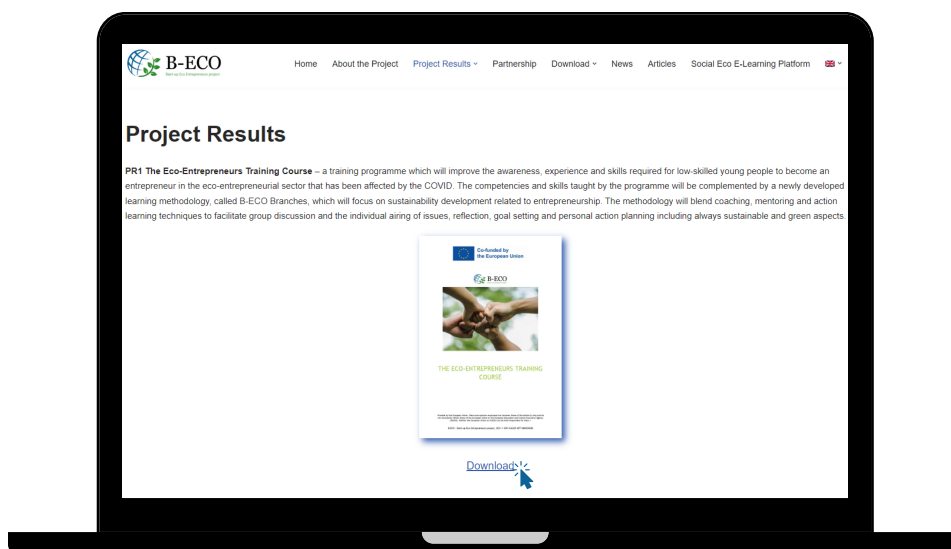 B-ECO
Start-up Eco Entrepreneurs project
Home About the Project Project Results Partnership Download News Articles Social Eco E-Learning Platform
Project Results
PR1 The Eco-Entrepreneurs Training Course – a training programme which will improve the awareness, experience and skills required for low-skilled young people to become an
entrepreneur in the eco-entrepreneurial sector that has been affected by the COVID. The competencies and skills taught by the programme will be complemented by a newly developed
learning methodology, called B-ECO Branches, which will focus on sustainability development related to entrepreneurship. The methodology will blend coaching, mentoring and action
learning techniques to facilitate group discussion and the individual airing of issues, reflection, goal setting and personal action planning including always sustainable and green aspects.
Co-funded by
the European Union
B-ECO
THE ECO-ENTREPRENEURS TRAINING
COURSE
Download